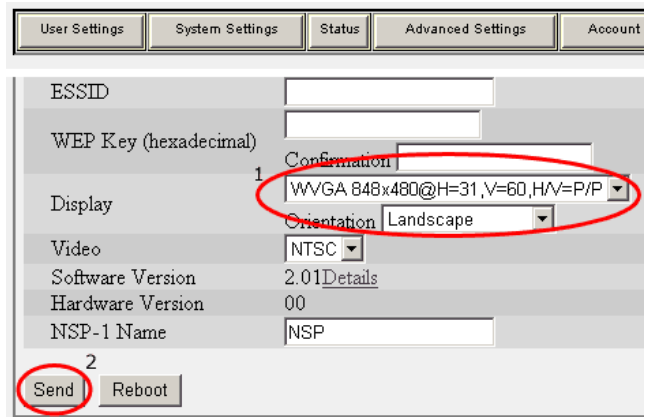 User Settings System Settings Status Advanced Settings Account
ESSID
WEP Key (hexadecimal)
Confirmation
1
WVGA 848x480@H=31,V=60,H/V=P/P
Display
Orientation Landscape
Video NTSC
Software Version 2.01Details
Hardware Version 00
NSP-1 Name NSP
2
Send Reboot